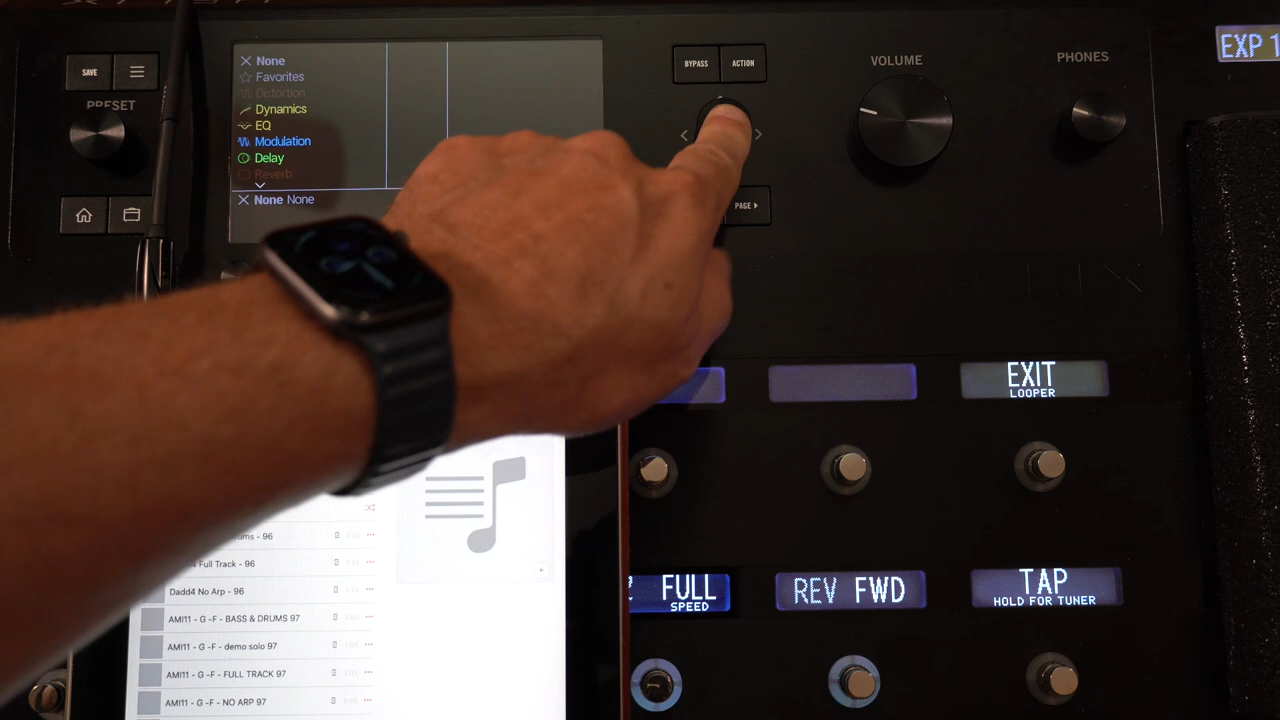 EXP 1
SAVE
PRESET
None
Favorites
Distortion
Dynamics
EQ
Modulation
Delay
Reverb
None None
BYPASS
ACTION
PAGE
VOLUME
PHONES
EXIT
LOOPER
FULL
SPEED
REV FWD
TAP
HOLD FOR TUNER
- 96
Full Track - 96
Dadd4 No Arp - 96
AMI11 - G -F - BASS & DRUMS 97
AMI11 - G -F - demo solo 97
AMI11 - G -F - FULL TRACK 97
AMI11 - G -F - NO ARP 97